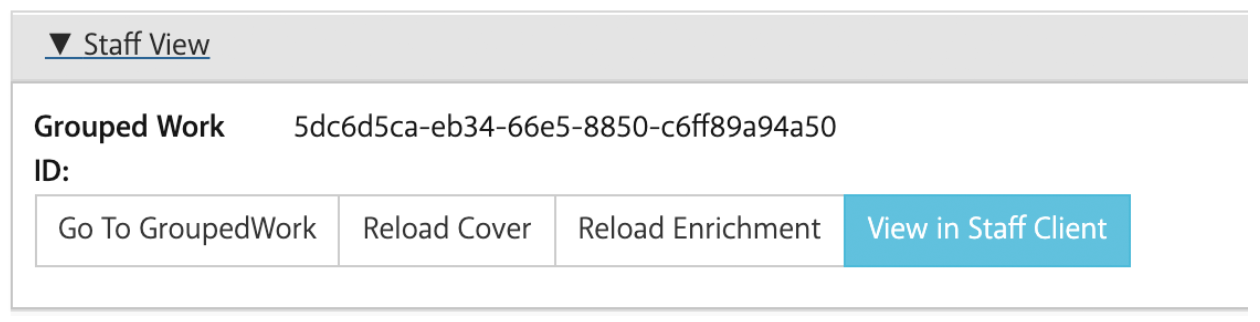 ▼ Staff View
Grouped Work 5dc6d5ca-eb34-66e5-8850-c6ff89a94a50
ID:
Go To GroupedWork Reload Cover Reload Enrichment View in Staff Client